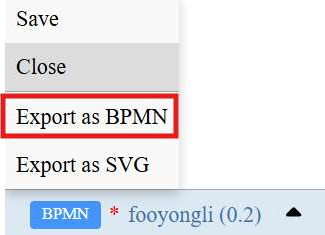 Save
Close
Export as BPMN
Export as SVG
BPMN * fooyongli (0.2)